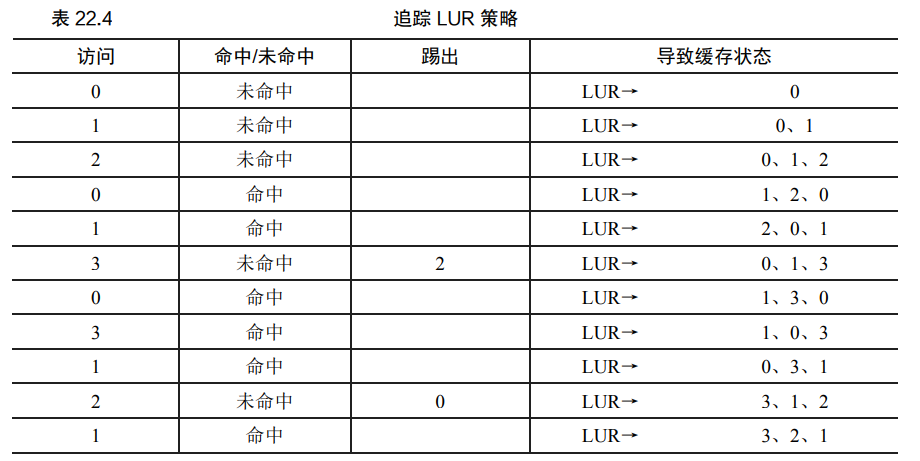 表 22.4 追踪 LUR 策略
访问 命中/未命中 踢出 导致缓存状态
0 未命中 LUR→ 0
1 未命中 LUR→ 0、1
2 未命中 LUR→ 0、1、2
0 命中 LUR→ 1、2、0
1 命中 LUR→ 2、0、1
3 未命中 2 LUR→ 0、1、3
0 命中 LUR→ 1、3、0
3 命中 LUR→ 1、0、3
1 命中 LUR→ 0、3、1
2 未命中 0 LUR→ 3、1、2
1 命中 LUR→ 3、2、1